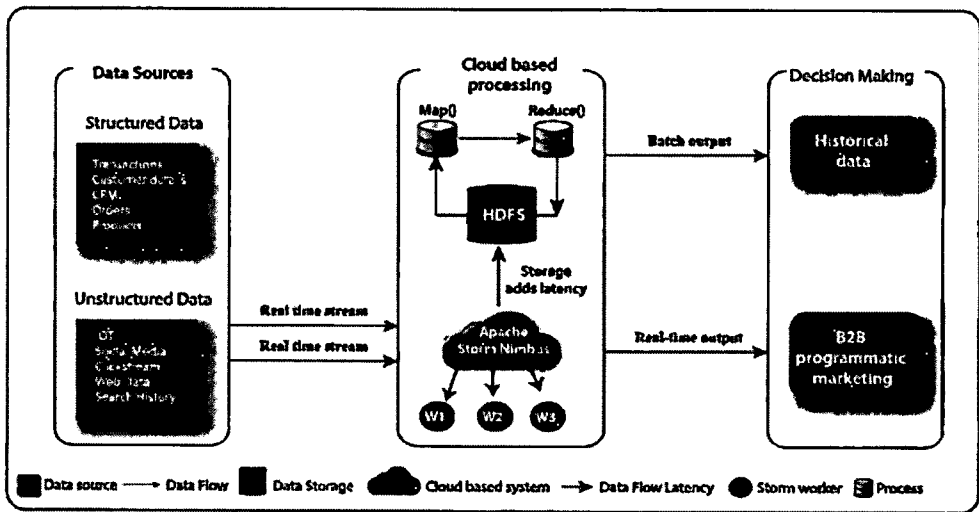 Data Sources
Structured Data
Transactions
Customer details
CRM
Orders
Products
Unstructured Data
IOT
Social Media
Clickstream
Web Data
Search History
Real time stream
Real time stream
Cloud based
processing
Map()
Reduce()
HDFS
Storage
adds latency
Apache
Storm Nimbus
W1
W2
W3
Batch output
Real-time output
Decision Making
Historical
data
B2B
programmatic
marketing
Data source
Data Flow
Data Storage
Cloud based system
Data Flow Latency
Storm worker
Process